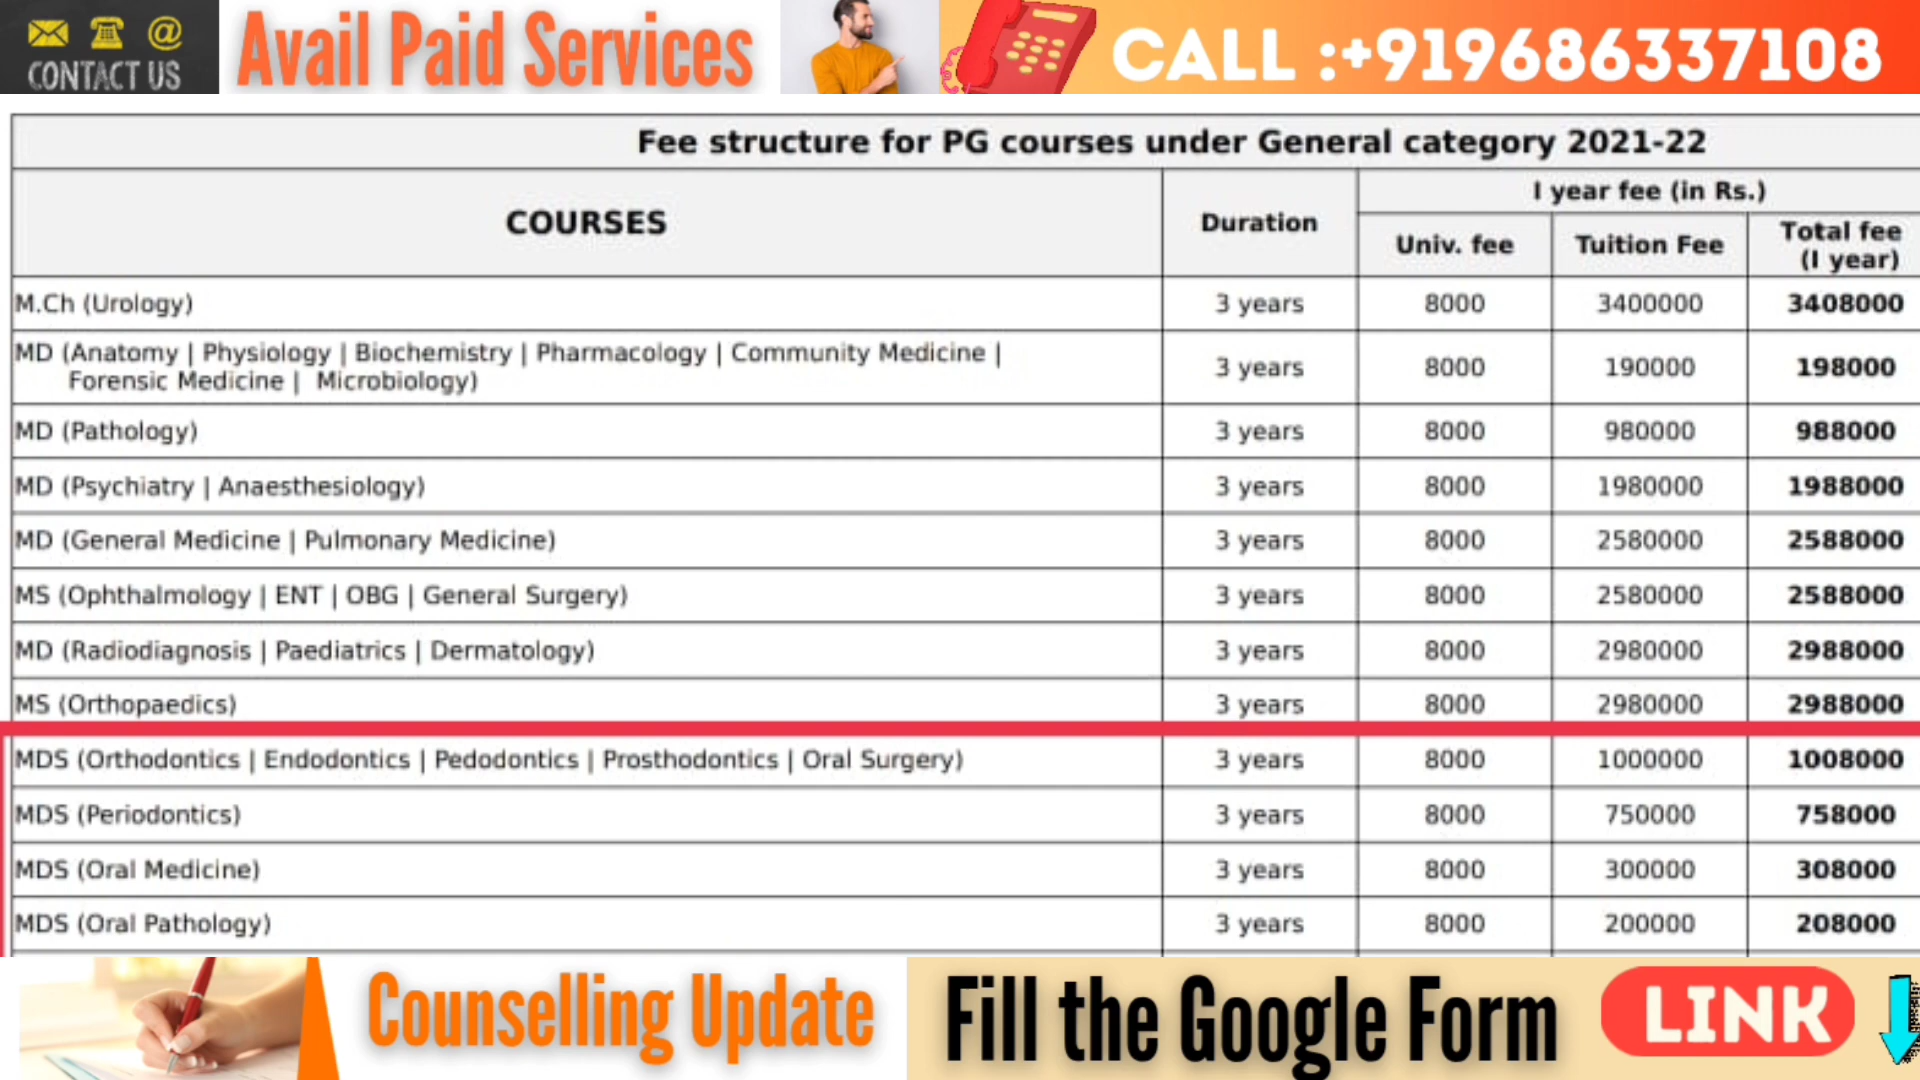 CONTACT US
Avail Paid Services
CALL :+919686337108
Fee structure for PG courses under General category 2021-22
COURSES Duration I year fee (in Rs.)
Univ. fee Tuition Fee Total fee (I year)
M.Ch (Urology) 3 years 8000 3400000 3408000
MD (Anatomy | Physiology | Biochemistry | Pharmacology | Community Medicine |
Forensic Medicine | Microbiology) 3 years 8000 190000 198000
MD (Pathology) 3 years 8000 980000 988000
MD (Psychiatry | Anaesthesiology) 3 years 8000 1980000 1988000
MD (General Medicine | Pulmonary Medicine) 3 years 8000 2580000 2588000
MS (Ophthalmology | ENT | OBG | General Surgery) 3 years 8000 2580000 2588000
MD (Radiodiagnosis | Paediatrics | Dermatology) 3 years 8000 2980000 2988000
MS (Orthopaedics) 3 years 8000 2980000 2988000
MDS (Orthodontics | Endodontics | Pedodontics | Prosthodontics | Oral Surgery) 3 years 8000 1000000 1008000
MDS (Periodontics) 3 years 8000 750000 758000
MDS (Oral Medicine) 3 years 8000 300000 308000
MDS (Oral Pathology) 3 years 8000 200000 208000
Counselling Update
Fill the Google Form
LINK